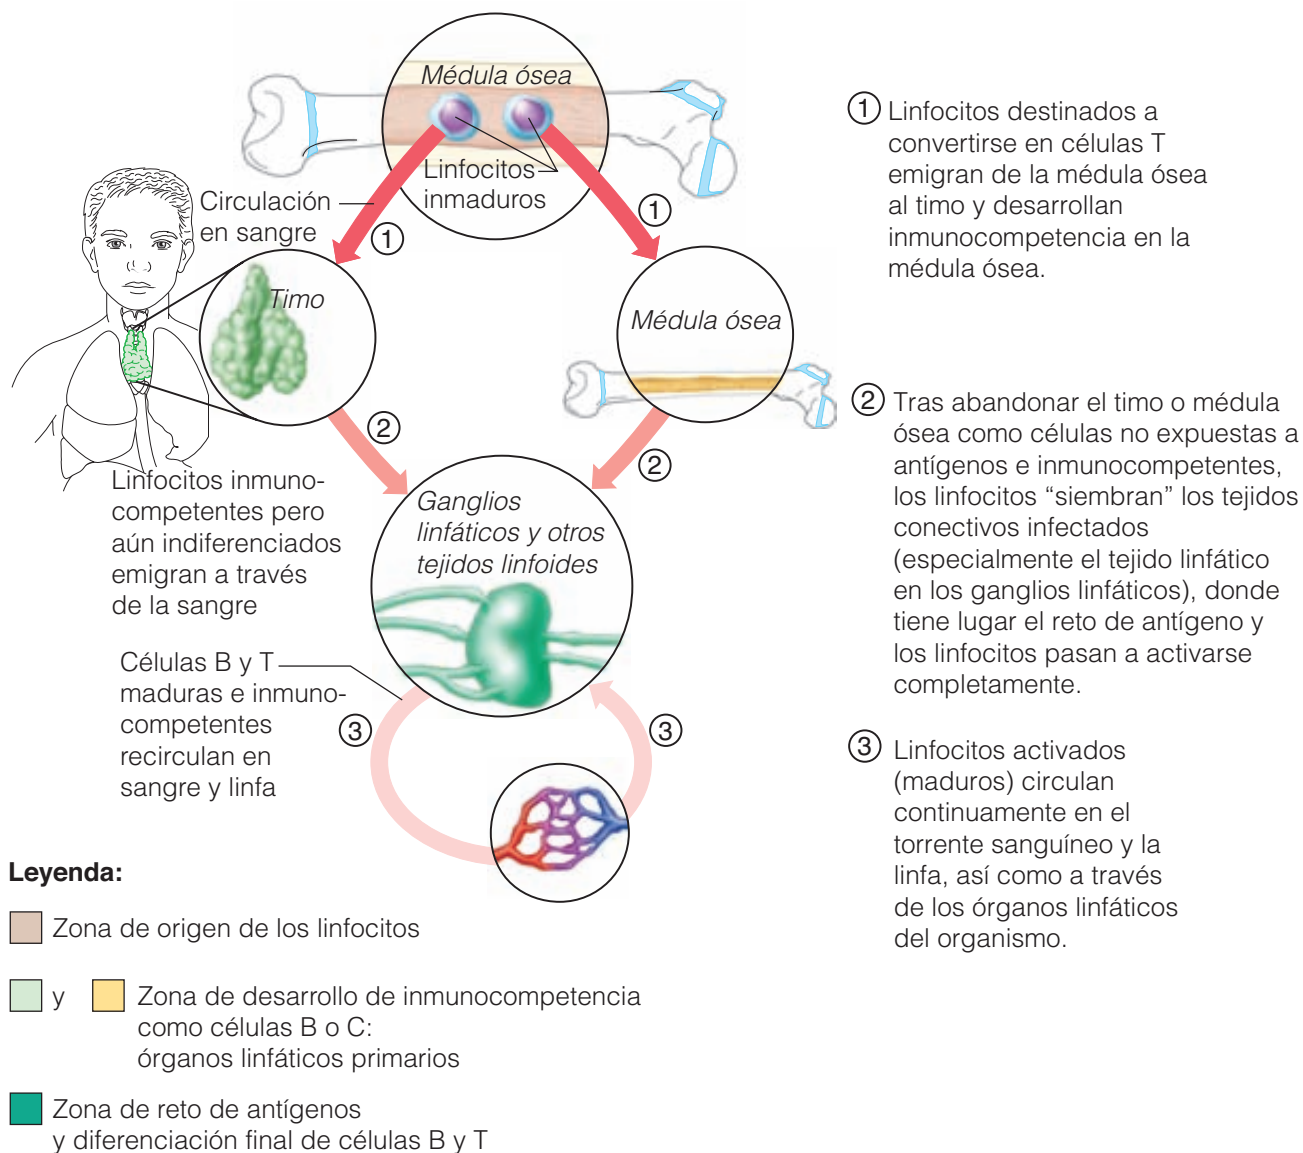 Médula ósea
Linfocitos
inmaduros
Circulación
en sangre
1
1
Timo
Médula ósea
2
2
Linfocitos inmuno-
competentes pero
aún indiferenciados
emigran a través
de la sangre
Ganglios
linfáticos y otros
tejidos linfoides
Células B y T
maduras e inmuno-
competentes
recirculan en
sangre y linfa
3
3
1 Linfocitos destinados a
convertirse en células T
emigran de la médula ósea
al timo y desarrollan
inmunocompetencia en la
médula ósea.
2 Tras abandonar el timo o médula
ósea como células no expuestas a
antígenos e inmunocompetentes,
los linfocitos “siembran” los tejidos
conectivos infectados
(especialmente el tejido linfático
en los ganglios linfáticos), donde
tiene lugar el reto de antígeno y
los linfocitos pasan a activarse
completamente.
3 Linfocitos activados
(maduros) circulan
continuamente en el
torrente sanguíneo y la
linfa, así como a través
de los órganos linfáticos
del organismo.
Leyenda:
Zona de origen de los linfocitos
y Zona de desarrollo de inmunocompetencia
como células B o C:
órganos linfáticos primarios
Zona de reto de antígenos
y diferenciación final de células B y T